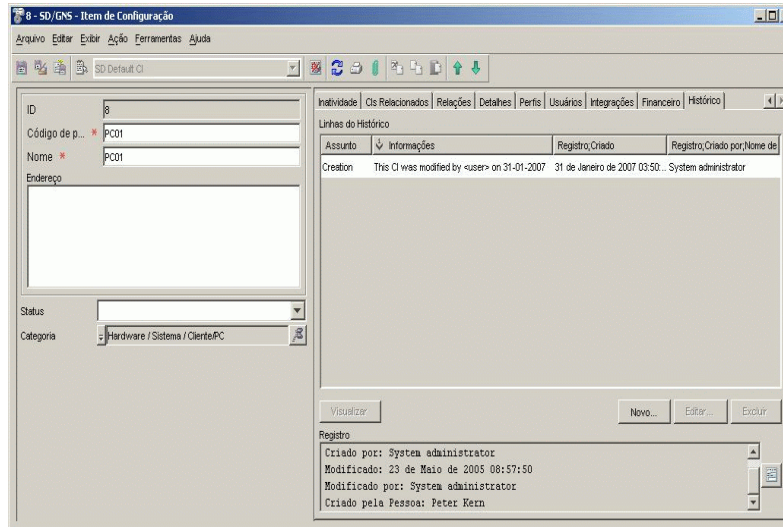 8 - SD/GNS - Item de Configuração
Arquivo Editar Exibir Ação Ferramentas Ajuda
SD Default CI
ID 8
Código de p... * PC01
Nome * PC01
Endereço
Status
Categoria Hardware / Sistema / Cliente/PC
Inatividade CIs Relacionados Relações Detalhes Perfis Usuários Integrações Financeiro Histórico
Linhas do Histórico
Assunto Informações Registro;Criado Registro;Criado por;Nome de
Creation This CI was modified by <user> on 31-01-2007 31 de Janeiro de 2007 03:50:... System administrator
Visualizar Novo... Editar... Excluir
Registro
Criado por: System administrator
Modificado: 23 de Maio de 2005 08:57:50
Modificado por: System administrator
Criado pela Pessoa: Peter Kern